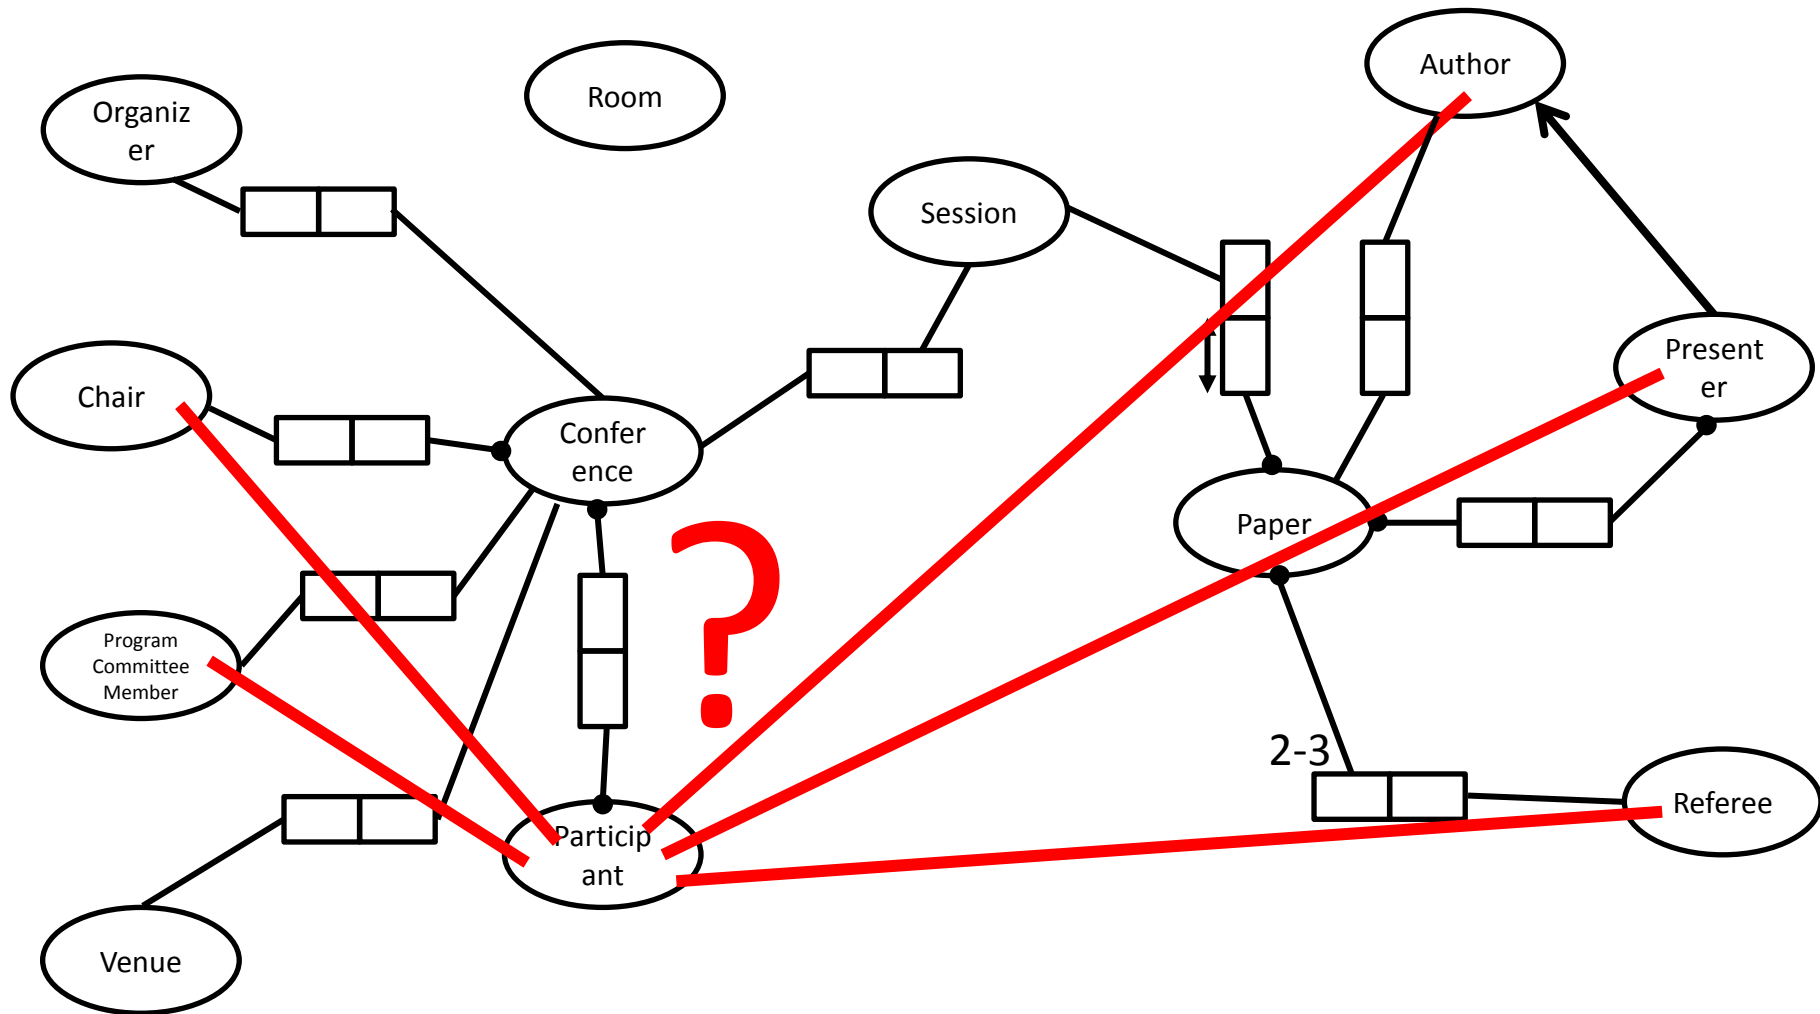 Author
Room
Organiz
er
Session
Present
er
Chair
Confer
ence
Paper
?
Program
Committee
Member
2-3
Referee
Particip
ant
Venue